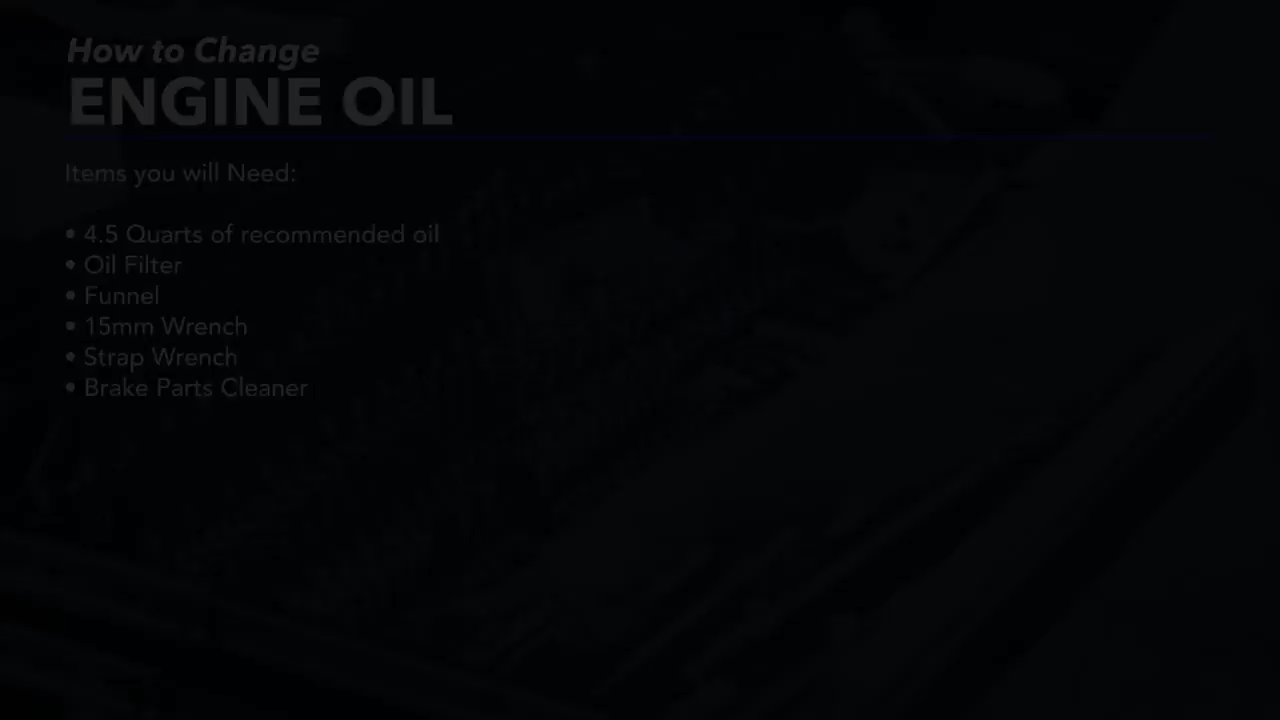 How to Change
ENGINE OIL
Items you will Need:
• 4.5 Quarts of recommended oil
• Oil Filter
• Funnel
• 15mm Wrench
• Strap Wrench
• Brake Parts Cleaner